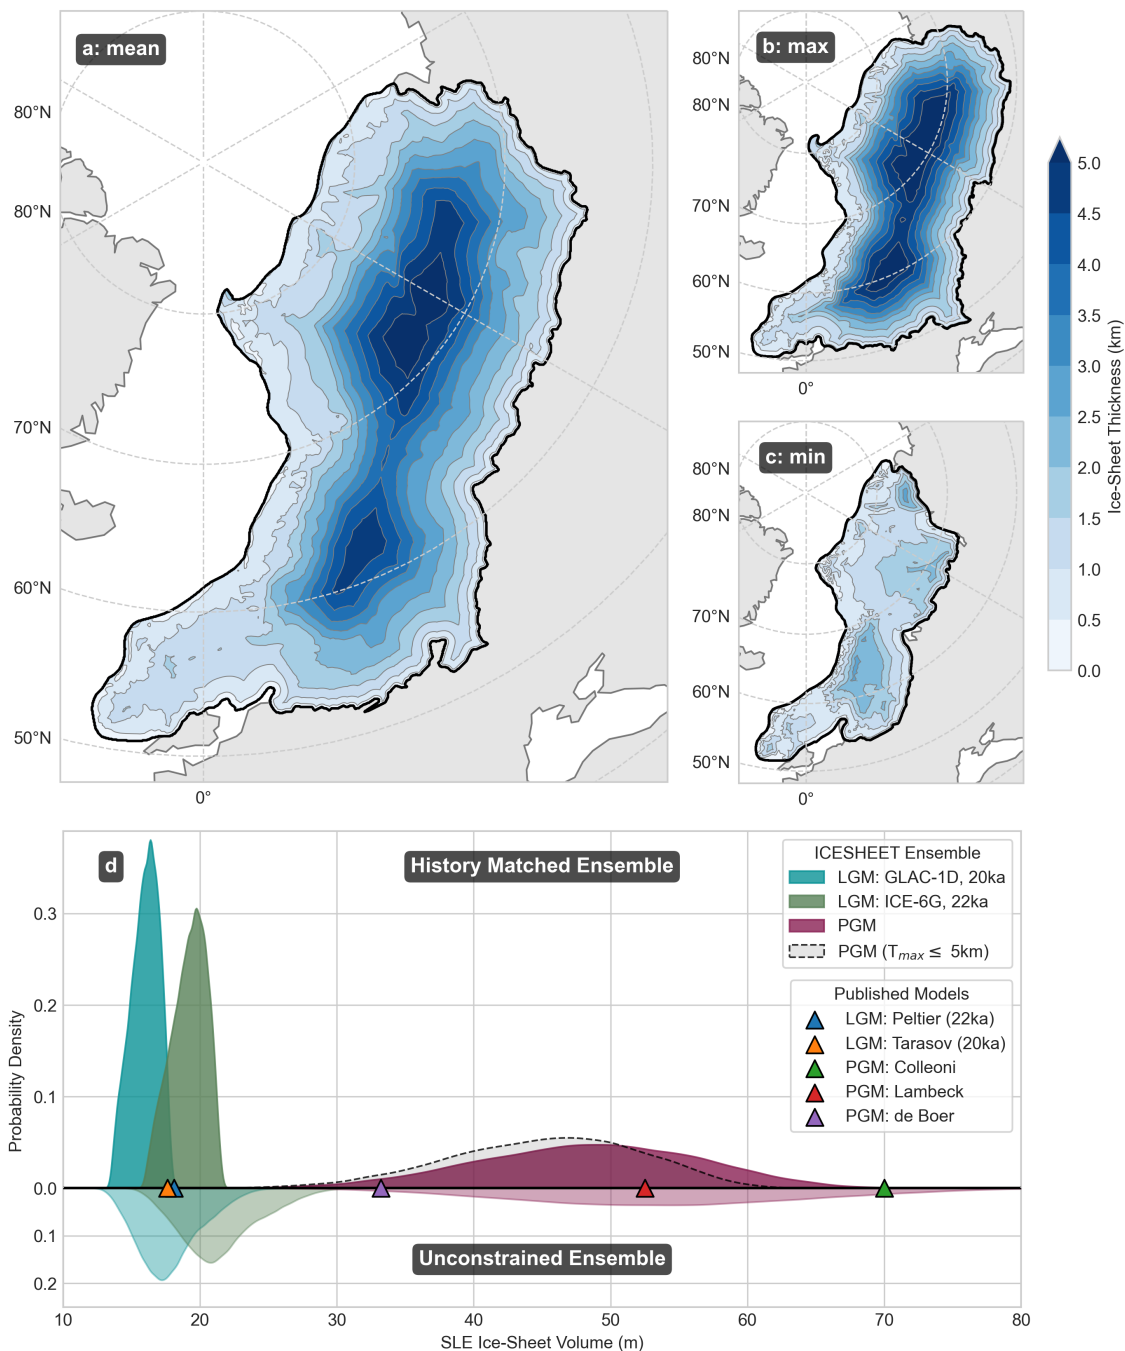 a: mean
80°N
80°N
70°N
60°N
50°N
0°
b: max
80°N
80°N
70°N
60°N
50°N
0°
c: min
80°N
80°N
70°N
60°N
50°N
0°
5.0
4.5
4.0
3.5
3.0
2.5
2.0
1.5
1.0
0.5
0.0
Ice-Sheet Thickness (km)
d
History Matched Ensemble
ICESHEET Ensemble
LGM: GLAC-1D, 20ka
LGM: ICE-6G, 22ka
PGM
PGM (Tmax ≤ 5km)
Published Models
LGM: Peltier (22ka)
LGM: Tarasov (20ka)
PGM: Colleoni
PGM: Lambeck
PGM: de Boer
Unconstrained Ensemble
0.3
0.2
0.1
0.0
0.1
0.2
Probability Density
10 20 30 40 50 60 70 80
SLE Ice-Sheet Volume (m)